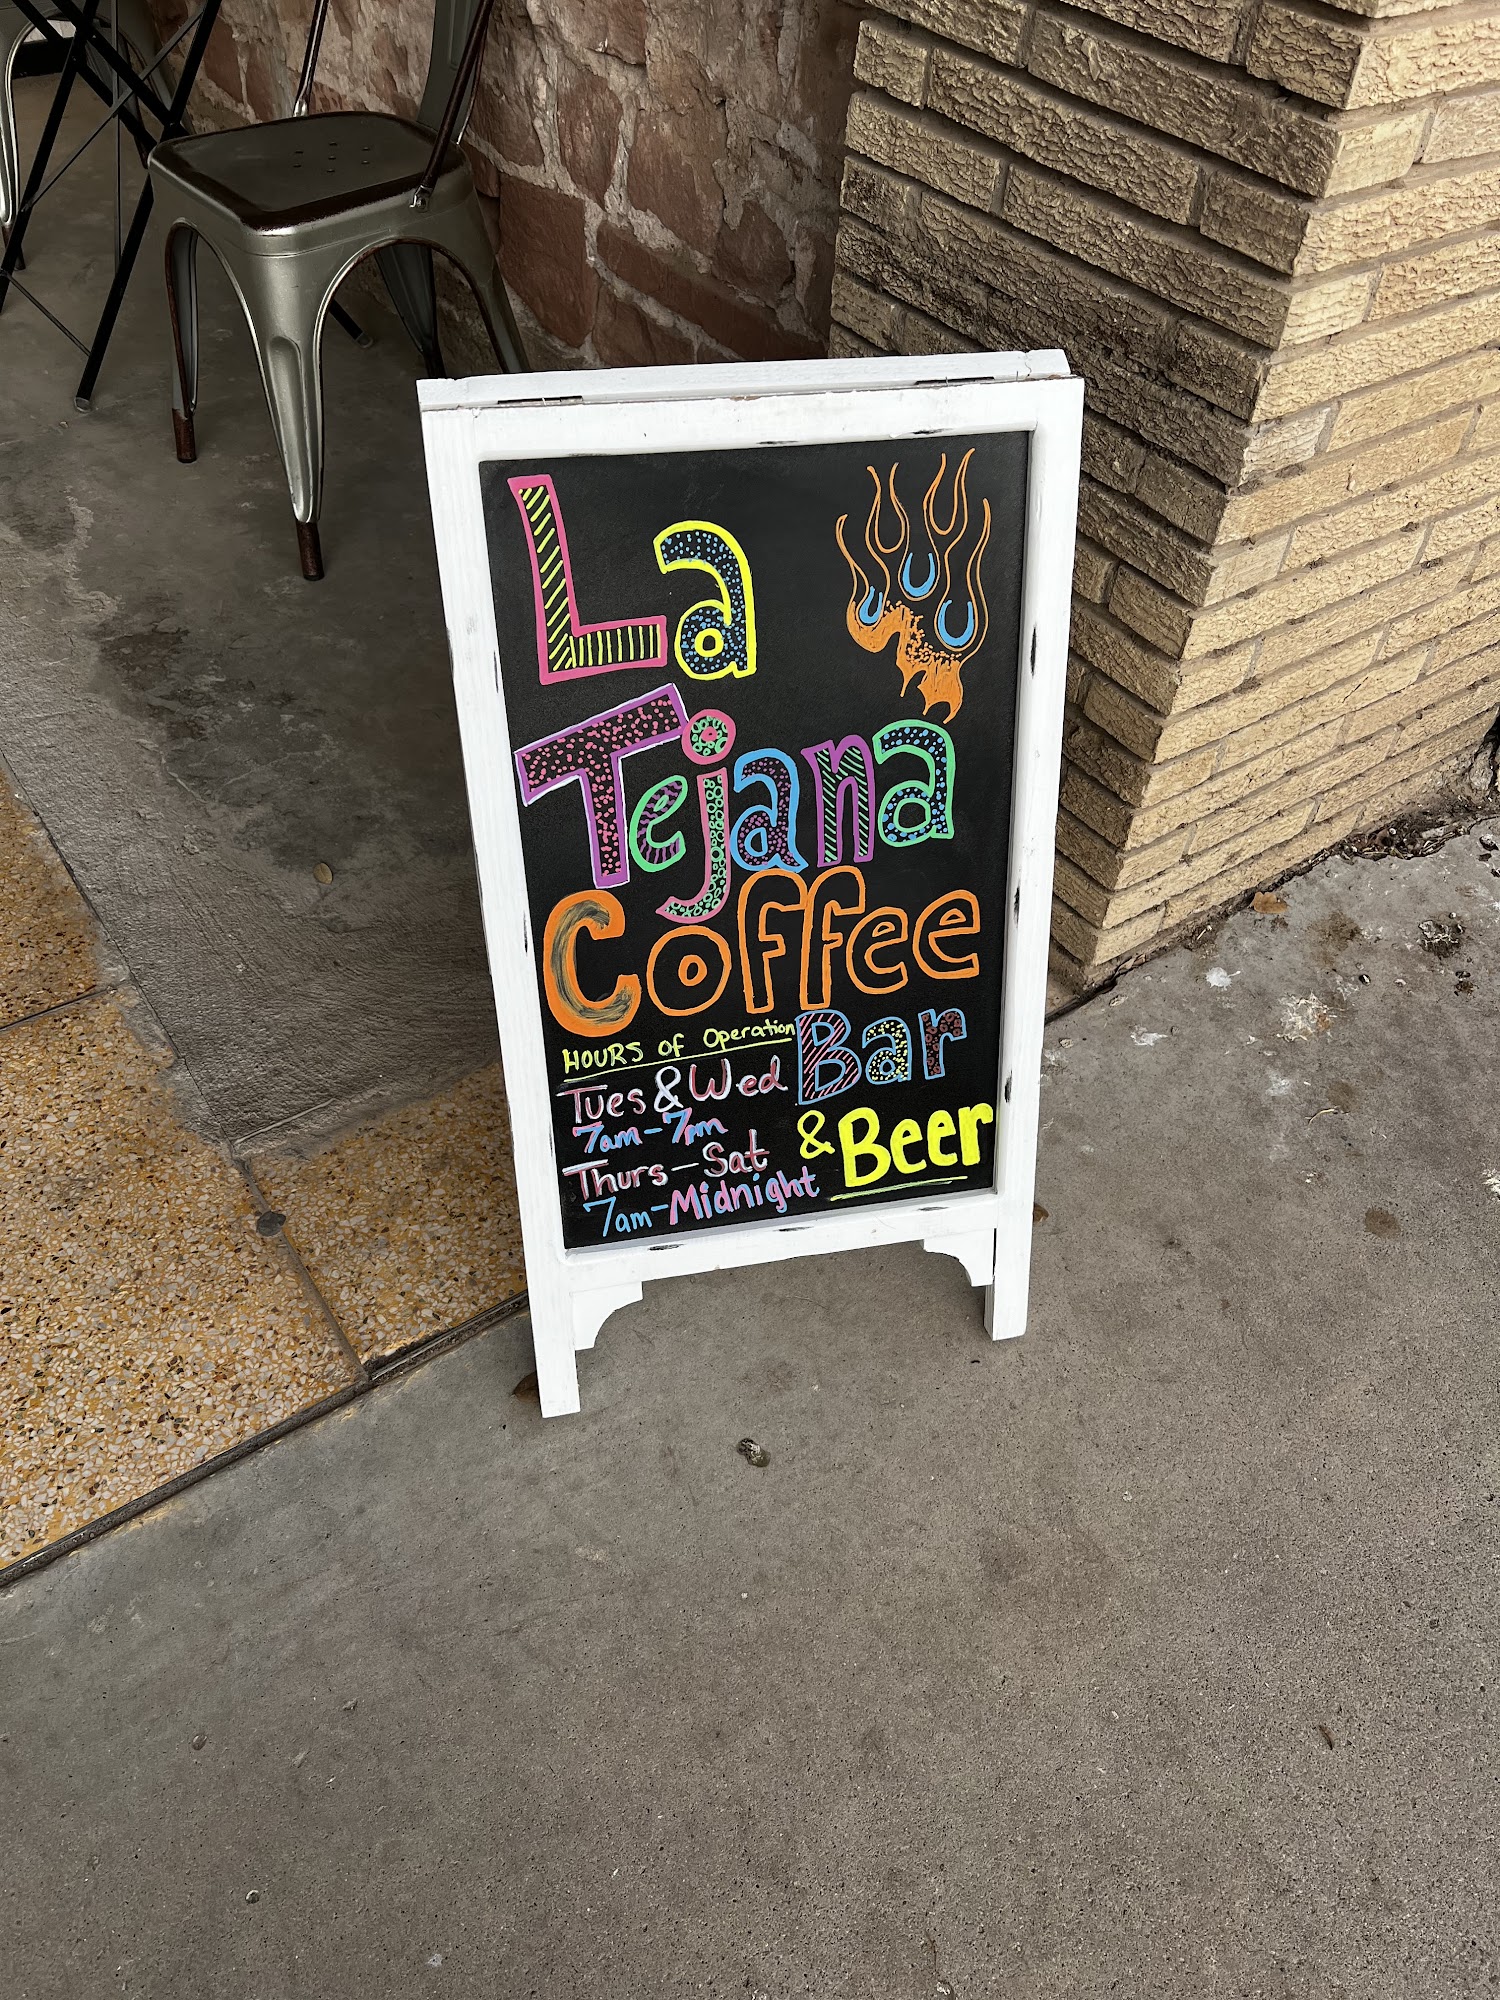 La
Tejana
Coffee
Bar
& Beer
HOURS of Operation
Tues & Wed
7am-7pm
Thurs-Sat
7am-Midnight